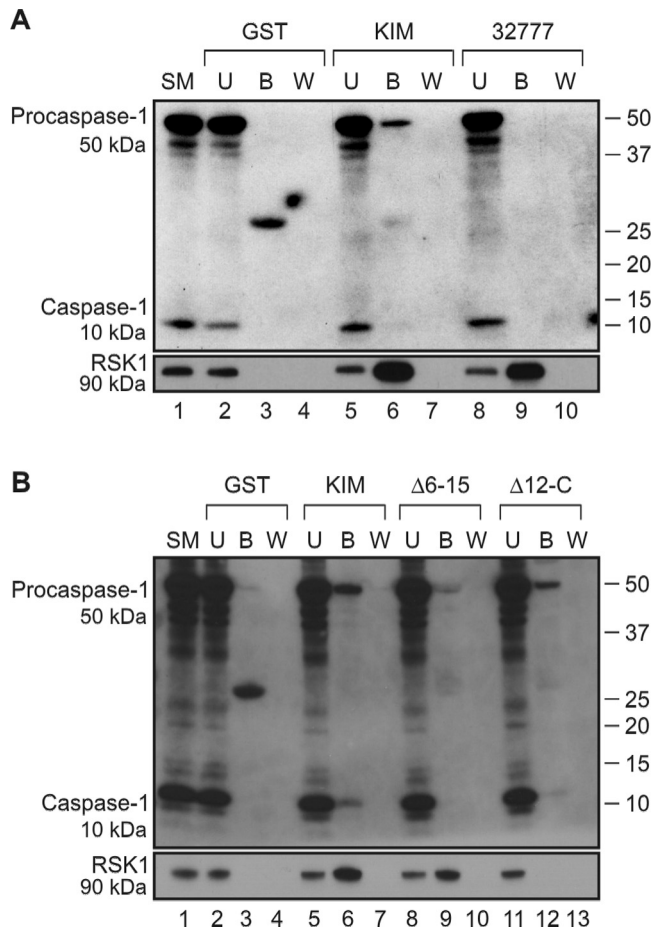 A
GST KIM 32777
SM U B W U B W U B W
Procaspase-1
50 kDa
Caspase-1
10 kDa
RSK1
90 kDa
50
37
25
20
15
10
1 2 3 4 5 6 7 8 9 10
B
GST KIM Δ6-15 Δ12-C
SM U B W U B W U B W U B W
Procaspase-1
50 kDa
Caspase-1
10 kDa
RSK1
90 kDa
50
37
25
20
15
10
1 2 3 4 5 6 7 8 9 10 11 12 13